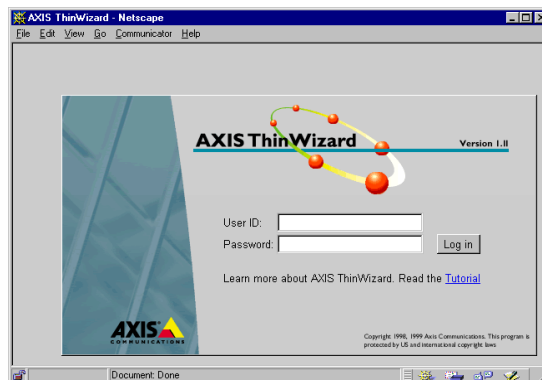 AXIS ThinWizard - Netscape
File Edit View Go Communicator Help
AXIS ThinWizard
Version 1.11
User ID:
Password:
Log in
Learn more about AXIS ThinWizard. Read the Tutorial
AXIS
COMMUNICATIONS
Copyright 1998, 1999 Axis Communications. This program is
protected by US and international copyright laws
Document: Done